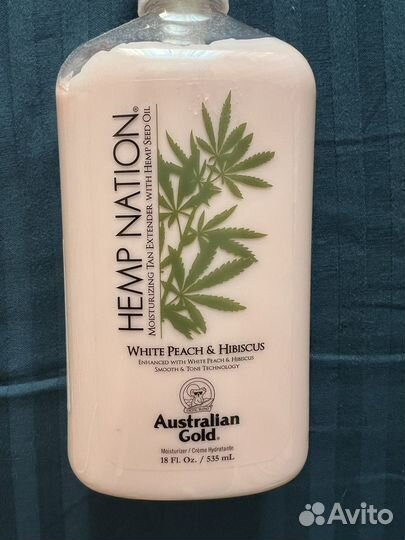 HEMP NATION®
MOISTURIZING TAN EXTENDER WITH HEMP SEED OIL
WHITE PEACH & HIBISCUS
ENHANCED WITH WHITE PEACH & HIBISCUS
SMOOTH & TONE TECHNOLOGY
Australian
Gold®
Moisturizer / Crème Hydratante
18 Fl. Oz. / 535 mL
Avito